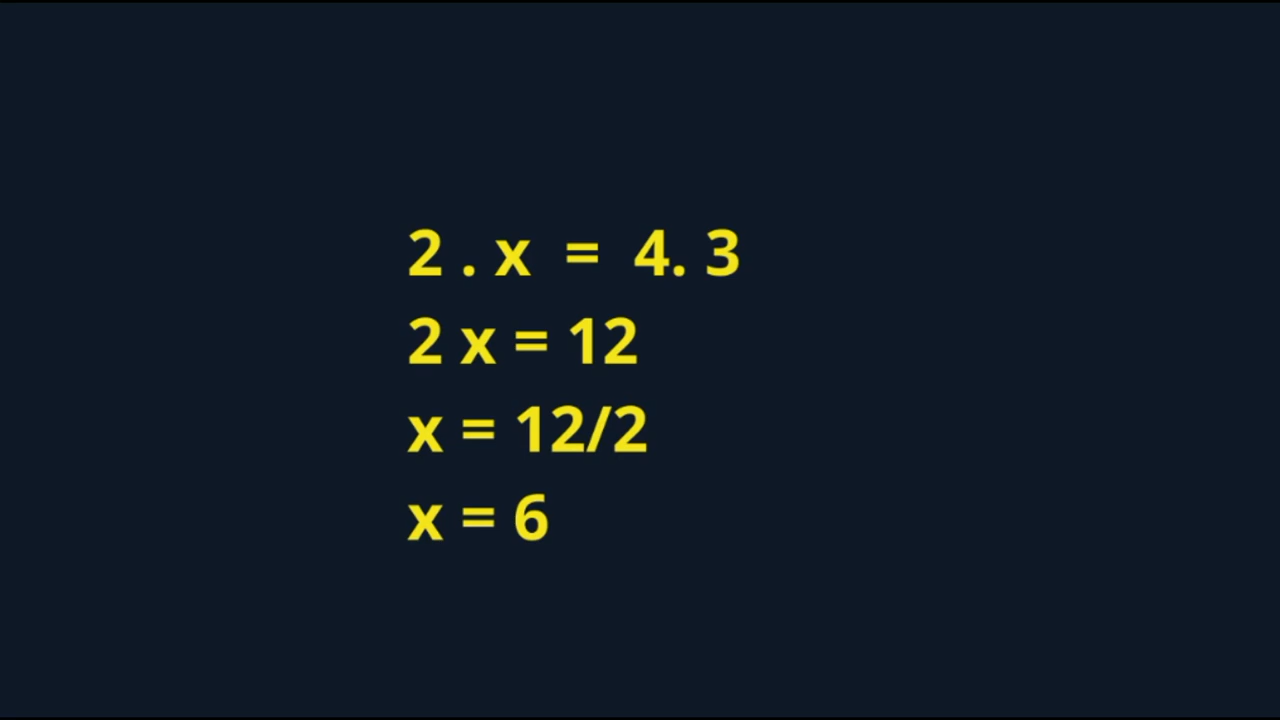 2 . x = 4. 3
2 x = 12
x = 12/2
x = 6